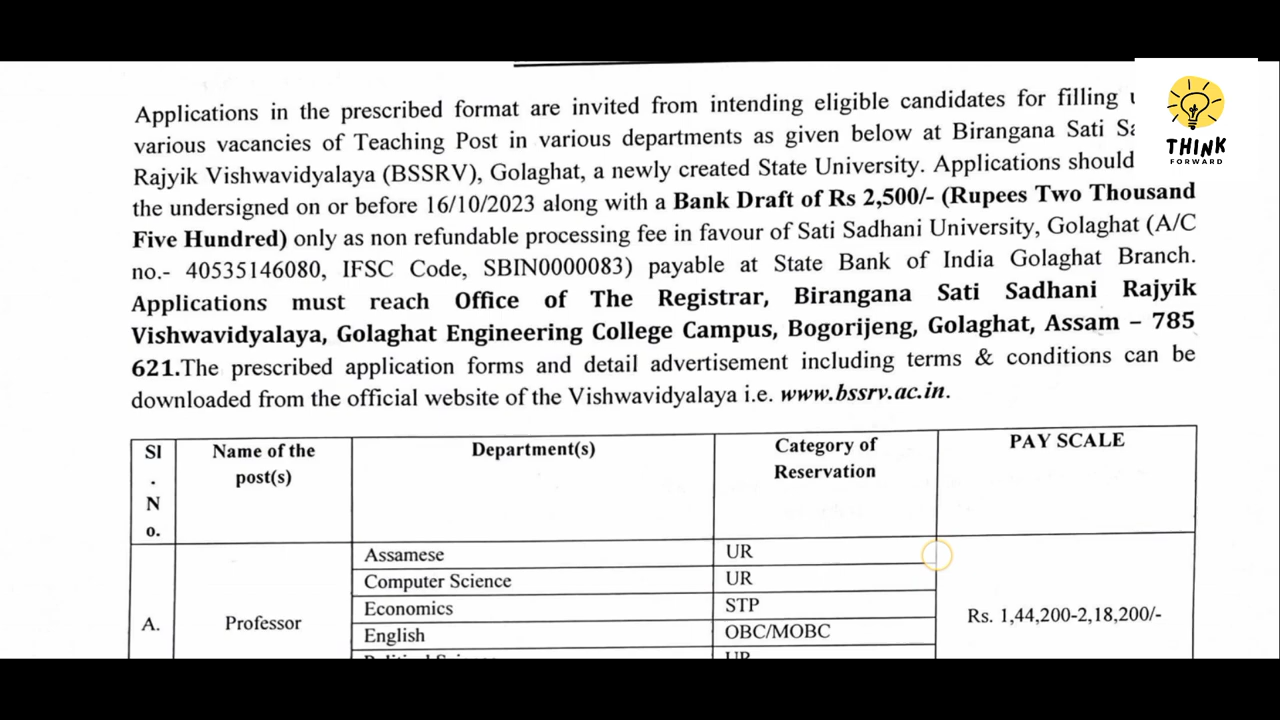 Applications in the prescribed format are invited from intending eligible candidates for filling
various vacancies of Teaching Post in various departments as given below at Birangana Sati
Rajyik Vishwavidyalaya (BSSRV), Golaghat, a newly created State University. Applications should
the undersigned on or before 16/10/2023 along with a Bank Draft of Rs 2,500/- (Rupees Two Thousand
Five Hundred) only as non refundable processing fee in favour of Sati Sadhani University, Golaghat (A/C
no.- 40535146080, IFSC Code, SBIN0000083) payable at State Bank of India Golaghat Branch.
Applications must reach Office of The Registrar, Birangana Sati Sadhani Rajyik
Vishwavidyalaya, Golaghat Engineering College Campus, Bogorijeng, Golaghat, Assam – 785
621.The prescribed application forms and detail advertisement including terms & conditions can be
downloaded from the official website of the Vishwavidyalaya i.e. www.bssrv.ac.in.
THINK
FORWARD
Sl
.
N
o.
Name of the
post(s)
Department(s)
Category of
Reservation
PAY SCALE
A.
Professor
Assamese
UR
Computer Science
UR
Economics
STP
English
OBC/MOBC
Rs. 1,44,200-2,18,200/-